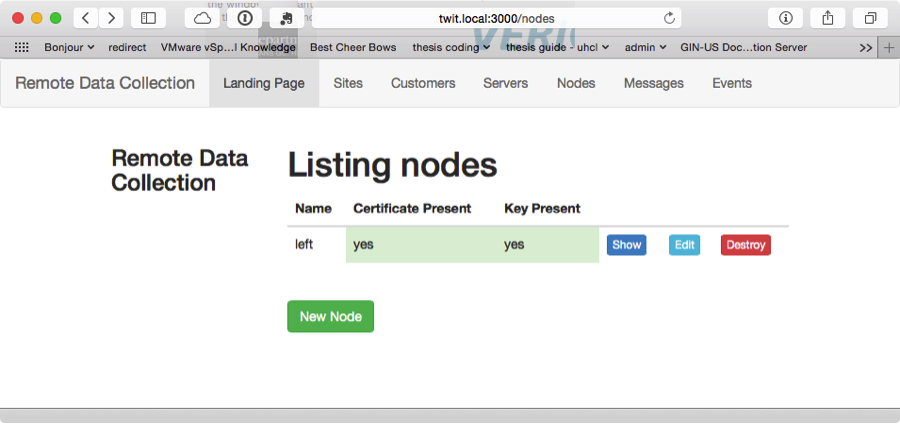 twit.local:3000/nodes
Bonjour redirect VMware vSp...l Knowledge Best Cheer Bows thesis coding thesis guide - uhcl admin GIN-US Doc...tion Server >> +
Remote Data Collection Landing Page Sites Customers Servers Nodes Messages Events
Remote Data
Collection
Listing nodes
Name Certificate Present Key Present
left yes yes Show Edit Destroy
New Node